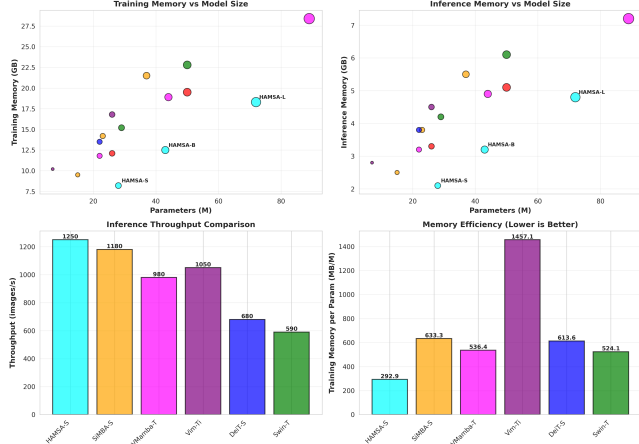 Training Memory vs Model Size
Training Memory (GB)
27.5
25.0
22.5
20.0
17.5
15.0
12.5
10.0
7.5
HAMSA-L
HAMSA-B
HAMSA-S
20
40
60
80
Parameters (M)
Inference Memory vs Model Size
Inference Memory (GB)
7
6
5
4
3
2
HAMSA-L
HAMSA-B
HAMSA-S
20
40
60
80
Parameters (M)
Inference Throughput Comparison
Throughput (images/s)
1200
1000
800
600
400
200
0
1250
1180
980
1050
680
590
HAMSA-S
SiMBA-S
VMamba-T
Vim-Ti
DeiT-S
Swin-T
Memory Efficiency (Lower is Better)
Training Memory per Param (MB/M)
1400
1200
1000
800
600
400
200
0
292.9
633.3
536.4
1457.1
613.6
524.1
HAMSA-S
SiMBA-S
VMamba-T
Vim-Ti
DeiT-S
Swin-T